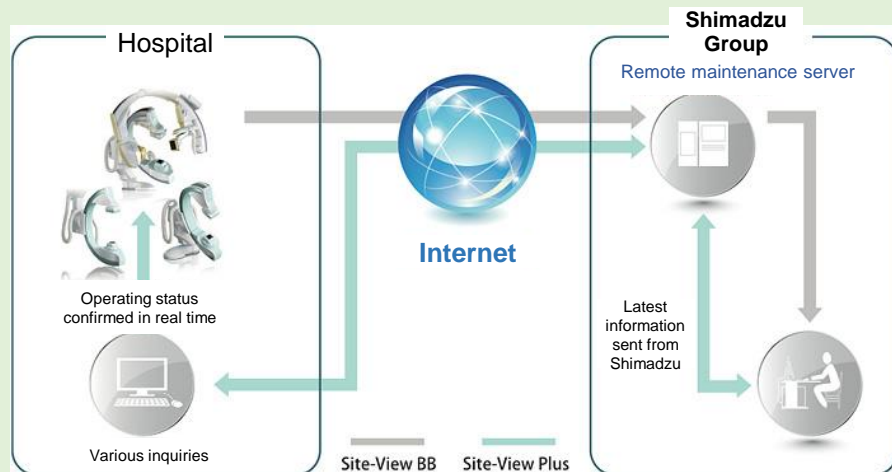 Hospital
Shimadzu
Group
Remote maintenance server
Internet
Operating status
confirmed in real time
Latest
information
sent from
Shimadzu
Various inquiries
Site-View BB
Site-View Plus